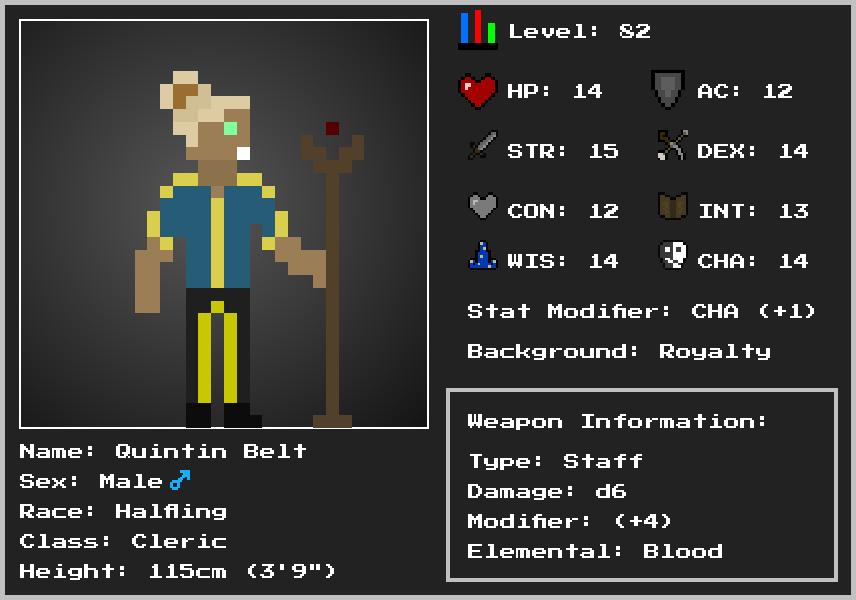 Level: 82
HP: 14
AC: 12
STR: 15
DEX: 14
CON: 12
INT: 13
WIS: 14
CHA: 14
Stat Modifier: CHA (+1)
Background: Royalty
Weapon Information:
Type: Staff
Damage: d6
Modifier: (+4)
Elemental: Blood
Name: Quintin Belt
Sex: Male♂
Race: Halfling
Class: Cleric
Height: 115cm (3'9")